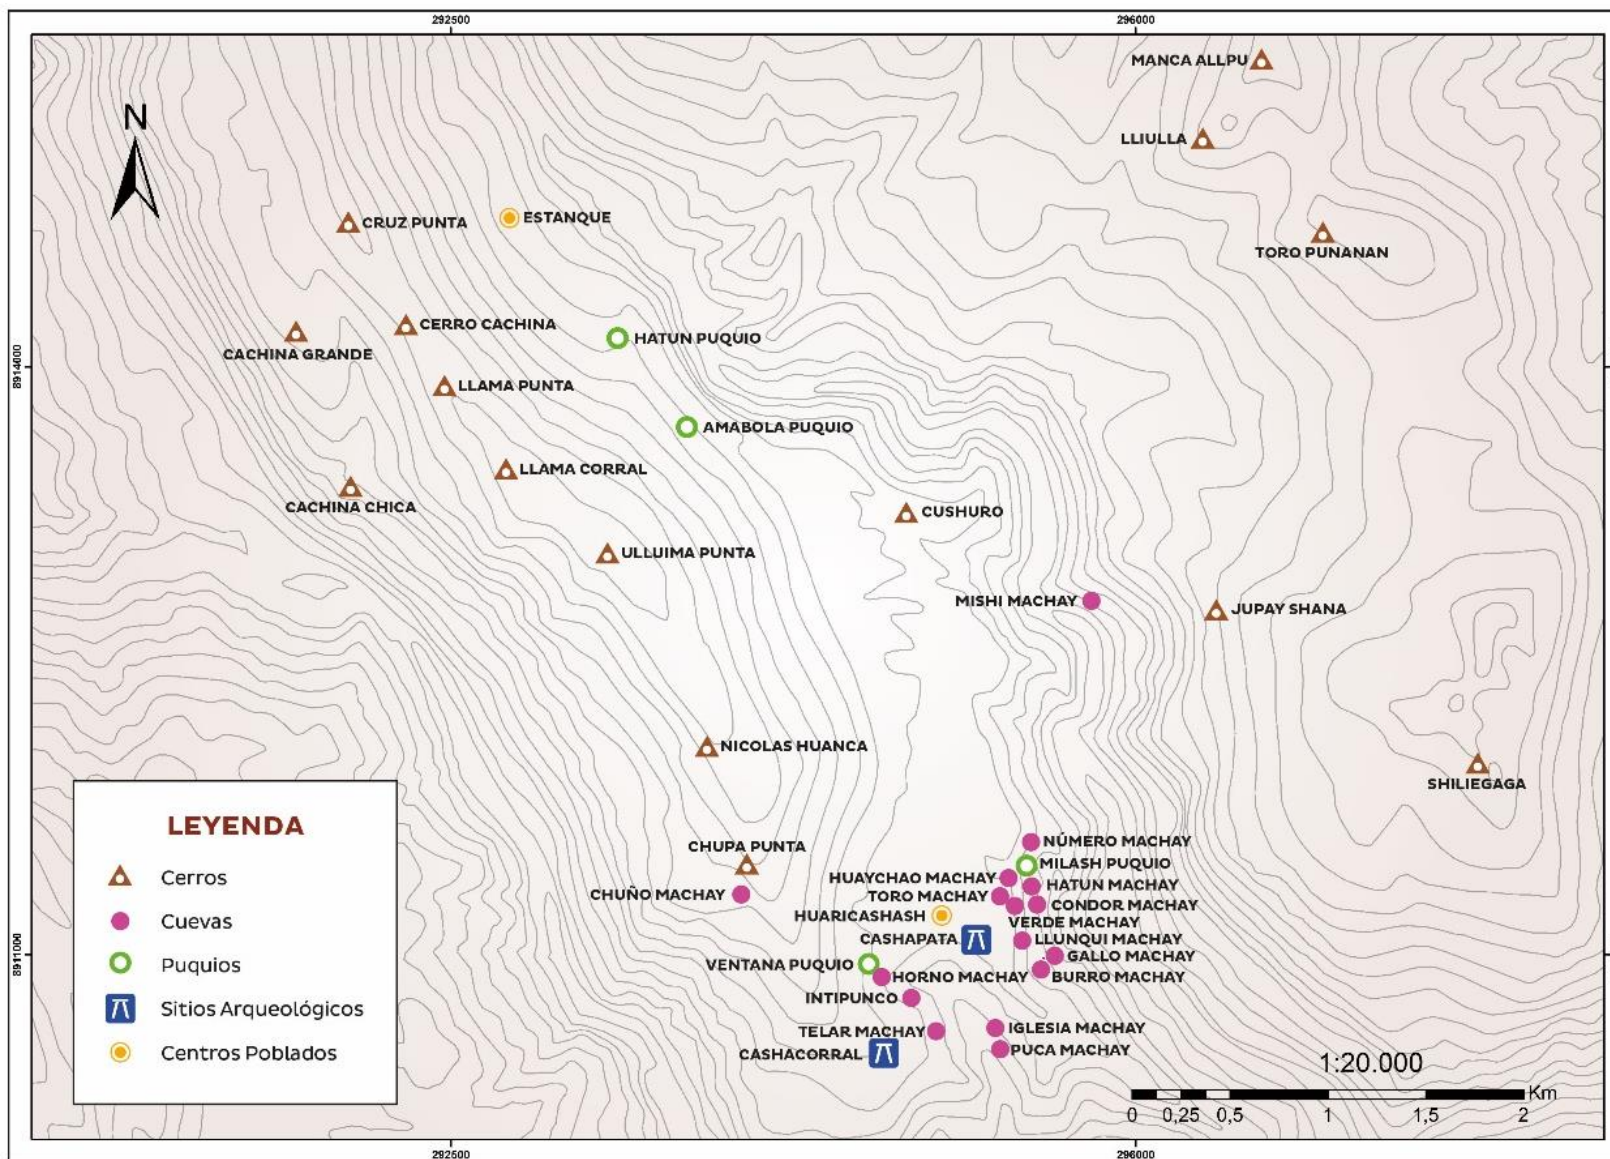 292500
296000
MANCA ALLPU
N
LLIULLA
CRUZ PUNTA
ESTANQUE
TORO PUNANAN
CERRO CACHINA
HATUN PUQUIO
CACHINA GRANDE
8914000
LLAMA PUNTA
AMABOLA PUQUIO
LLAMA CORRAL
CACHINA CHICA
CUSHURO
ULLUIMA PUNTA
MISHI MACHAY
JUPAY SHANA
NICOLAS HUANCA
SHILIEGAGA
LEYENDA
Cerros
Cuevas
Puquios
Sitios Arqueológicos
Centros Poblados
NÚMERO MACHAY
CHUPA PUNTA
MILASH PUQUIO
HUAYCHAO MACHAY
HATUN MACHAY
CHUÑO MACHAY
TORO MACHAY
CONDOR MACHAY
HUARICASHASH
VERDE MACHAY
CASHAPATA
LLUNQUI MACHAY
8911000
GALLO MACHAY
VENTANA PUQUIO
HORNO MACHAY
BURRO MACHAY
INTIPUNCO
TELAR MACHAY
IGLESIA MACHAY
CASHACORRAL
PUCA MACHAY
1:20.000
Km
0 0,25 0,5 1 1,5 2
292500
296000